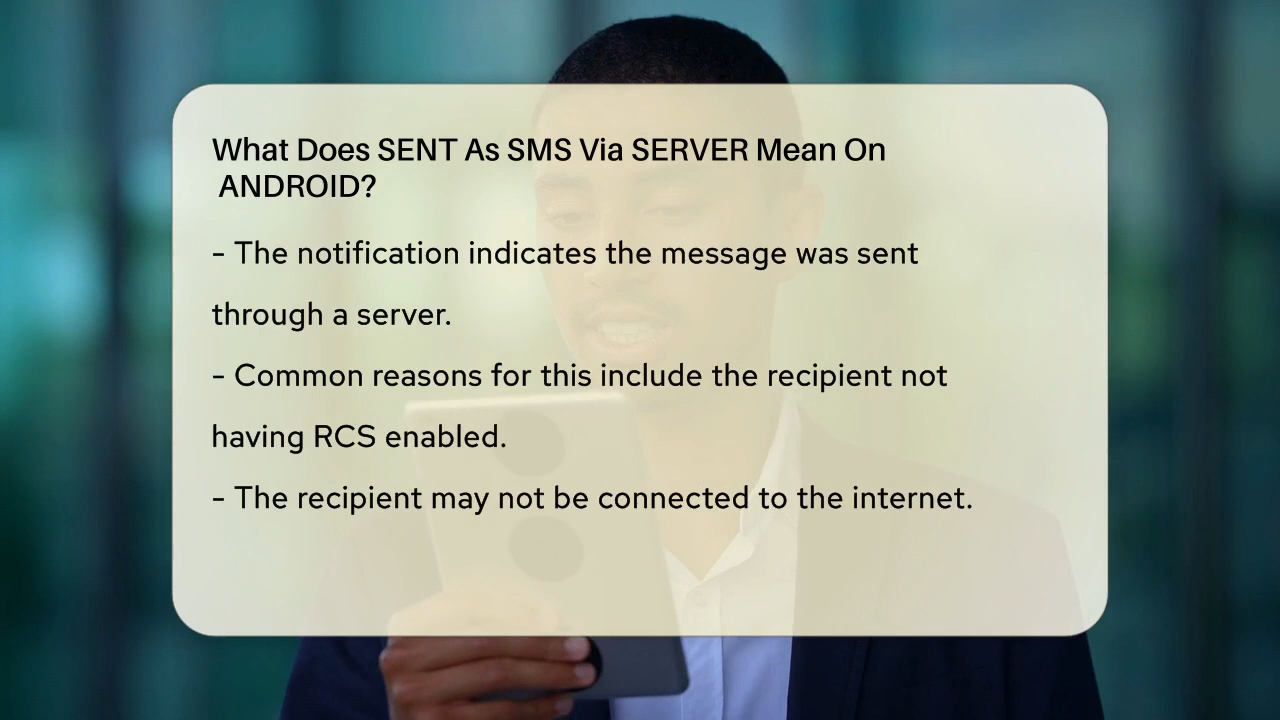 What Does SENT As SMS Via SERVER Mean On
ANDROID?
- The notification indicates the message was sent
through a server.
- Common reasons for this include the recipient not
having RCS enabled.
- The recipient may not be connected to the internet.